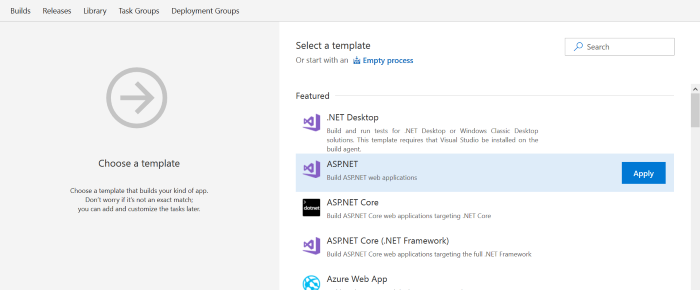 Builds Releases Library Task Groups Deployment Groups
Choose a template
Choose a template that builds your kind of app.
Don't worry if it's not an exact match;
you can add and customize the tasks later.
Select a template
Or start with an Empty process
Search
Featured
.NET Desktop
Build and run tests for .NET Desktop or Windows Classic Desktop
solutions. This template requires that Visual Studio be installed on the
build agent.
ASP.NET
Build ASP.NET web applications
Apply
dotnet
ASP.NET Core
Build ASP.NET Core web applications targeting .NET Core
ASP.NET Core (.NET Framework)
Build ASP.NET Core web applications targeting the full .NET Framework
Azure Web App